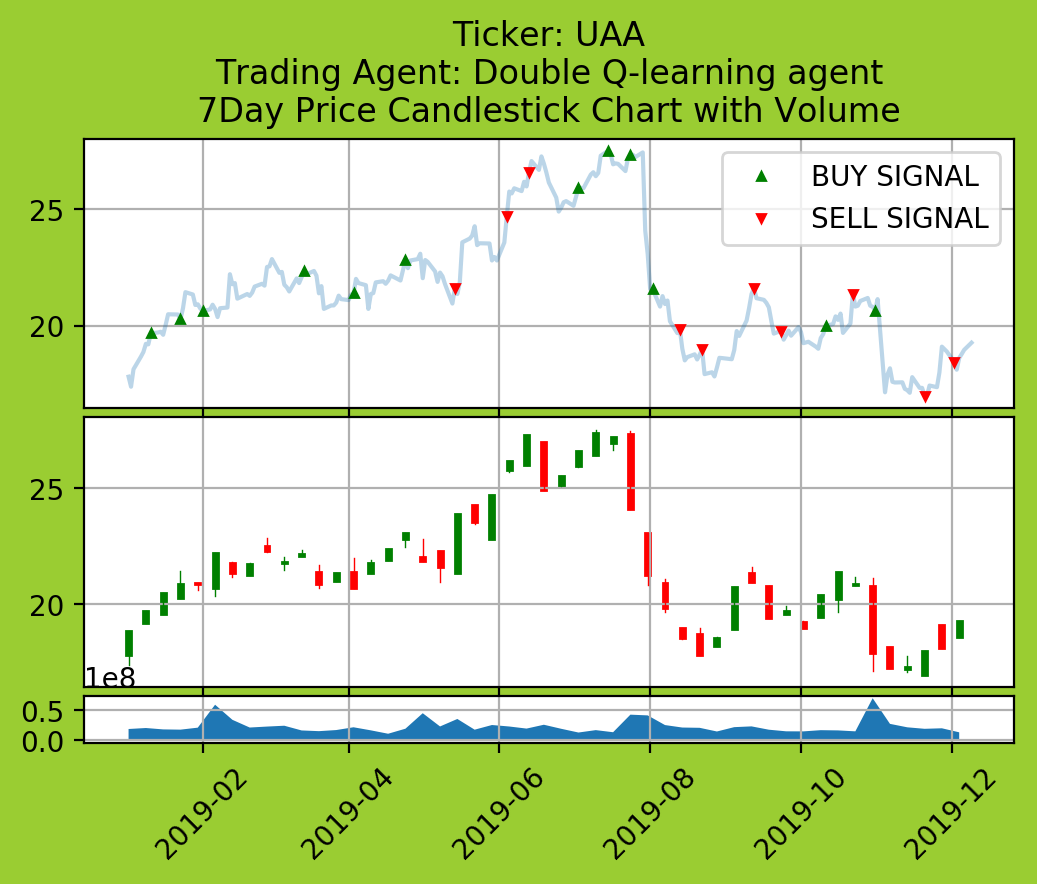 Ticker: UAA
Trading Agent: Double Q-learning agent
7Day Price Candlestick Chart with Volume
BUY SIGNAL
SELL SIGNAL
25
20
25
20
1e8
0.5
0.0
2019-02
2019-04
2019-06
2019-08
2019-10
2019-12